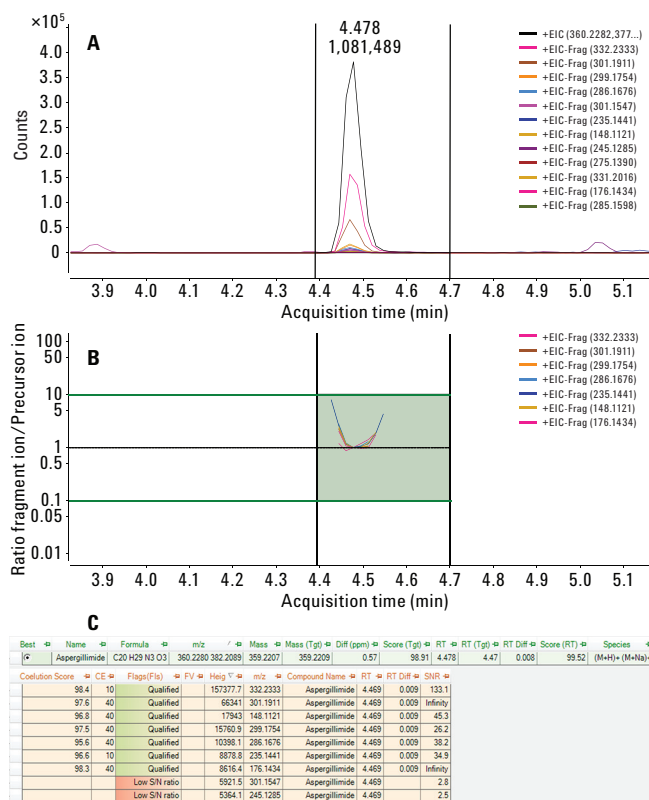 ×10⁵
A
4.478
1,081,489
4.0
3.5
3.0
2.5
2.0
1.5
1.0
0.5
0
Counts
3.9 4.0 4.1 4.2 4.3 4.4 4.5 4.6 4.7 4.8 4.9 5.0 5.1
Acquisition time (min)
+EIC (360.2282,377...)
+EIC-Frag (332.2333)
+EIC-Frag (301.1911)
+EIC-Frag (299.1754)
+EIC-Frag (286.1676)
+EIC-Frag (301.1547)
+EIC-Frag (235.1441)
+EIC-Frag (148.1121)
+EIC-Frag (245.1285)
+EIC-Frag (275.1390)
+EIC-Frag (331.2016)
+EIC-Frag (176.1434)
+EIC-Frag (285.1598)
B
100
50
10
5
1
0.5
0.1
0.05
0.01
Ratio fragment ion/Precursor ion
3.9 4.0 4.1 4.2 4.3 4.4 4.5 4.6 4.7 4.8 4.9 5.0 5.1
Acquisition time (min)
+EIC-Frag (332.2333)
+EIC-Frag (301.1911)
+EIC-Frag (299.1754)
+EIC-Frag (286.1676)
+EIC-Frag (235.1441)
+EIC-Frag (148.1121)
+EIC-Frag (176.1434)
C
Best Name Formula m/z Mass Mass (Tgt) Diff (ppm) Score (Tgt) RT RT (Tgt) RT Diff Score (RT) Species
Aspergillimide C20 H29 N3 O3 360.2280 382.2089 359.2207 359.2209 0.57 98.91 4.478 4.47 0.008 99.52 (M+H)+ (M+Na)+
Coelution Score CE Flags(FIs) FV Heig m/z Compound Name RT RT Diff SNR
98.4 10 Qualified 157377.7 332.2333 Aspergillimide 4.469 0.009 133.1
97.6 40 Qualified 66341 301.1911 Aspergillimide 4.469 0.009 Infinity
96.8 40 Qualified 17943 148.1121 Aspergillimide 4.469 0.009 45.3
97.5 40 Qualified 15760.9 299.1754 Aspergillimide 4.469 0.009 26.2
95.6 40 Qualified 10398.1 286.1676 Aspergillimide 4.469 0.009 38.2
96.6 10 Qualified 8878.8 235.1441 Aspergillimide 4.469 0.009 34.9
98.3 40 Qualified 8616.4 176.1434 Aspergillimide 4.469 0.009 Infinity
Low S/N ratio 5921.5 301.1547 Aspergillimide 4.469 2.8
Low S/N ratio 5364.1 245.1285 Aspergillimide 4.469 2.5